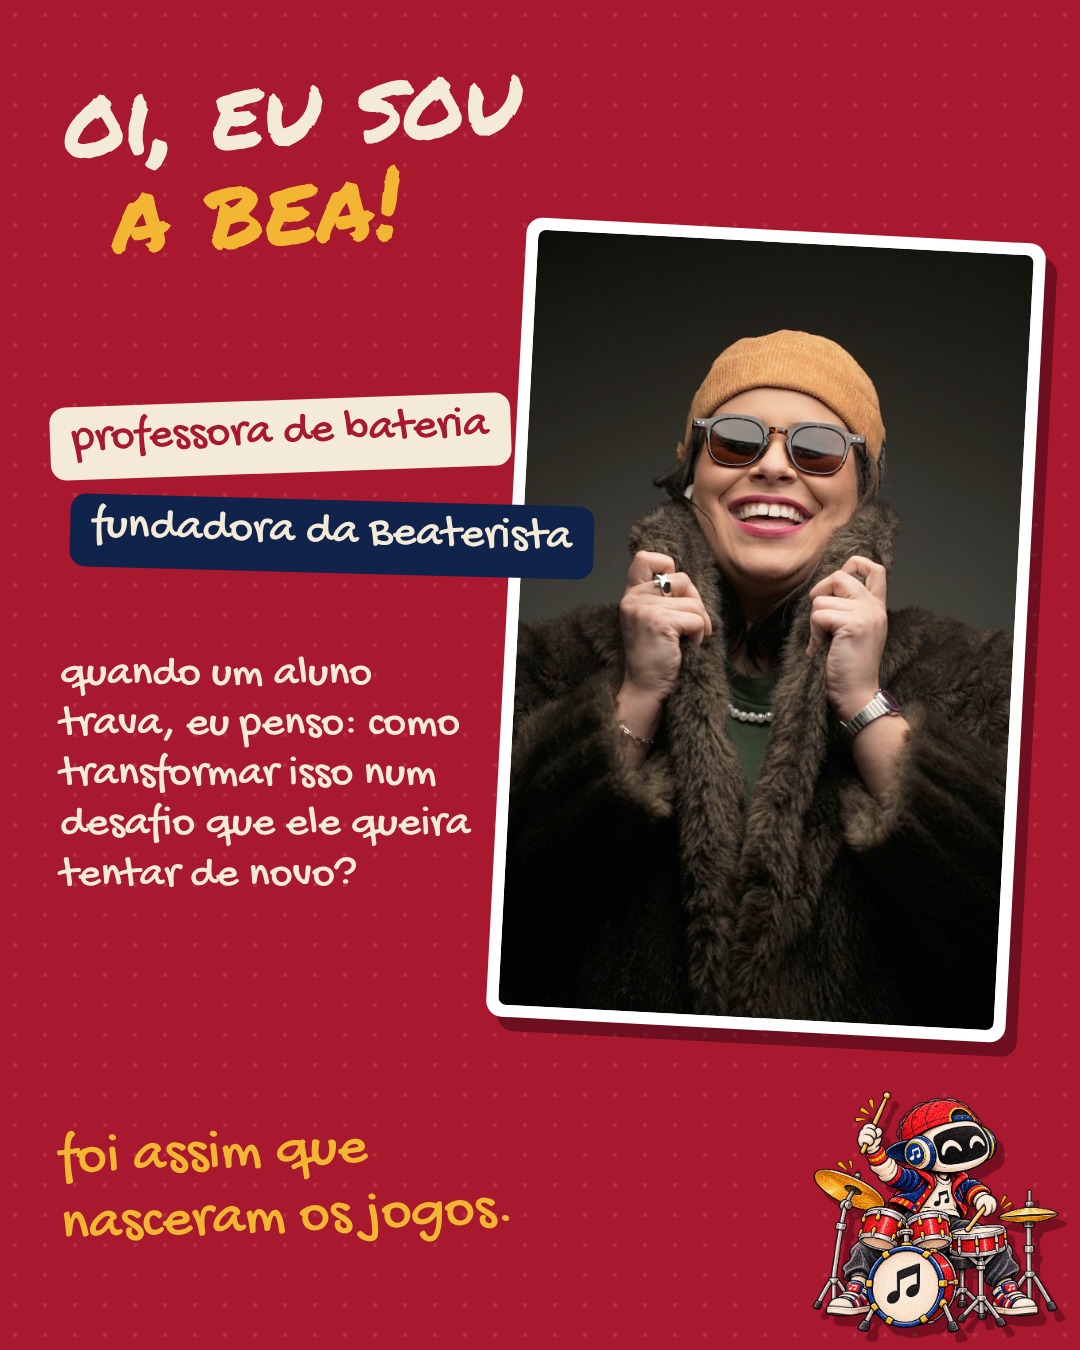 OI, EU SOU
A BEA!
professora de bateria
fundadora da Beaterista
quando um aluno
trava, eu penso: como
transformar isso num
desafio que ele queira
tentar de novo?
foi assim que
nasceram os jogos.